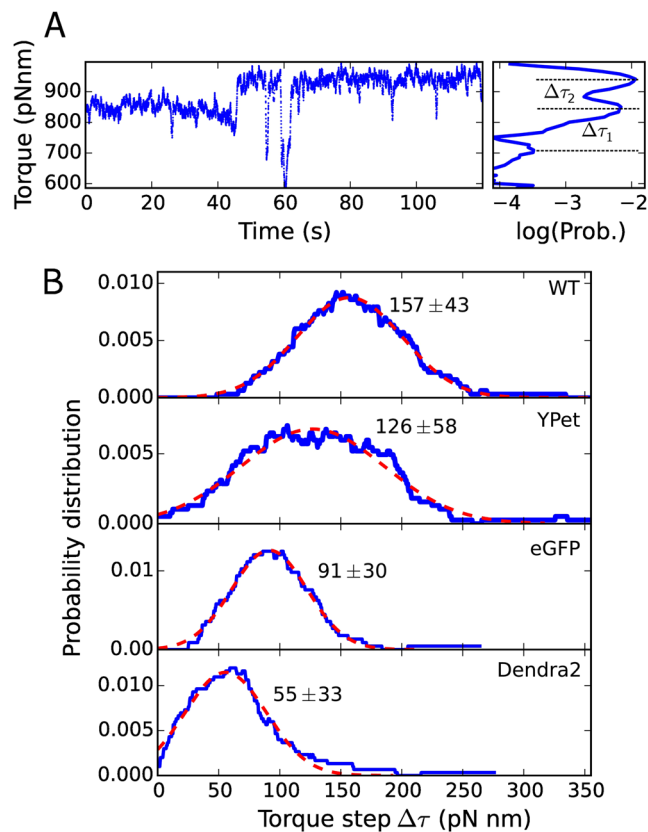 A
Torque (pNnm)
900
800
700
600
0 20 40 60 80 100
Time (s)
Δτ₂
Δτ₁
−4 −3 −2
log(Prob.)
B
Probability distribution
0.010
0.005
0.000
WT
157±43
0.005
0.000
YPet
126±58
0.01
0.00
eGFP
91±30
0.010
0.005
0.000
Dendra2
55±33
0 50 100 150 200 250 300 350
Torque step Δτ (pN nm)